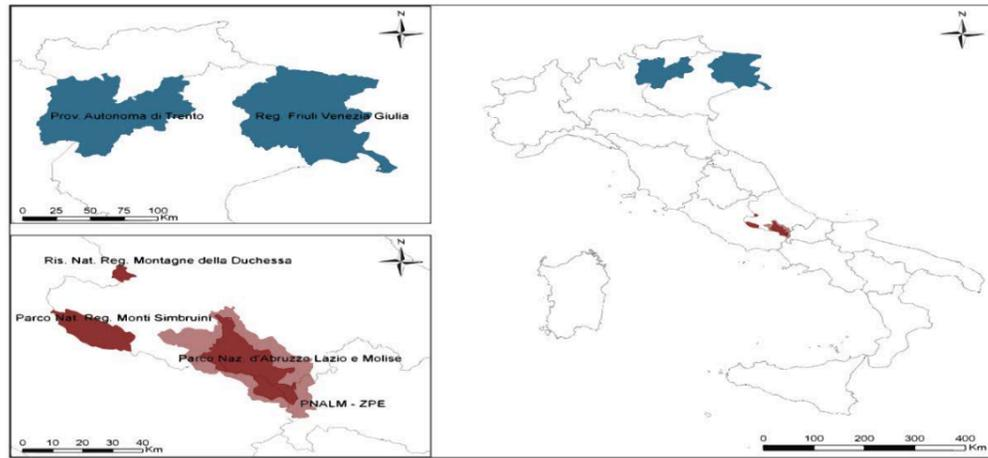 N
Prov. Autonoma di Trento
Reg. Friuli Venezia Giulia
0 25 50 75 100
Km
N
Ris. Nat. Reg. Montagne della Duchessa
Parco Nat. Reg. Monti Simbruini
Parco Naz. d'Abruzzo Lazio e Molise
PNALM - ZPE
0 10 20 30 40
Km
N
0 100 200 300 400
Km